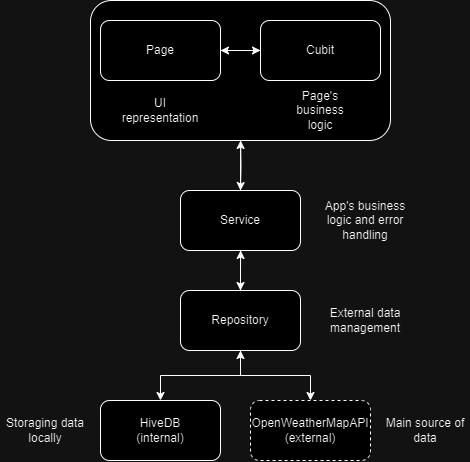 Page
Cubit
UI
representation
Page's
business
logic
Service
App's business
logic and error
handling
Repository
External data
management
Storaging data
locally
HiveDB
(internal)
OpenWeatherMapAPI
(external)
Main source of
data